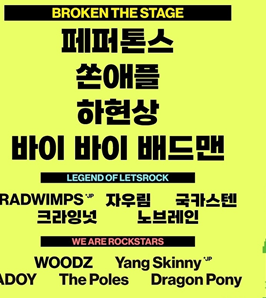 BROKEN THE STAGE
페퍼톤스
쏜애플
하현상
바이 바이 배드맨
LEGEND OF LETSROCK
RADWIMPS JP 자우림 국카스텐
크라잉넛 노브레인
WE ARE ROCKSTARS
WOODZ Yang Skinny JP
ADOY The Poles Dragon Pony